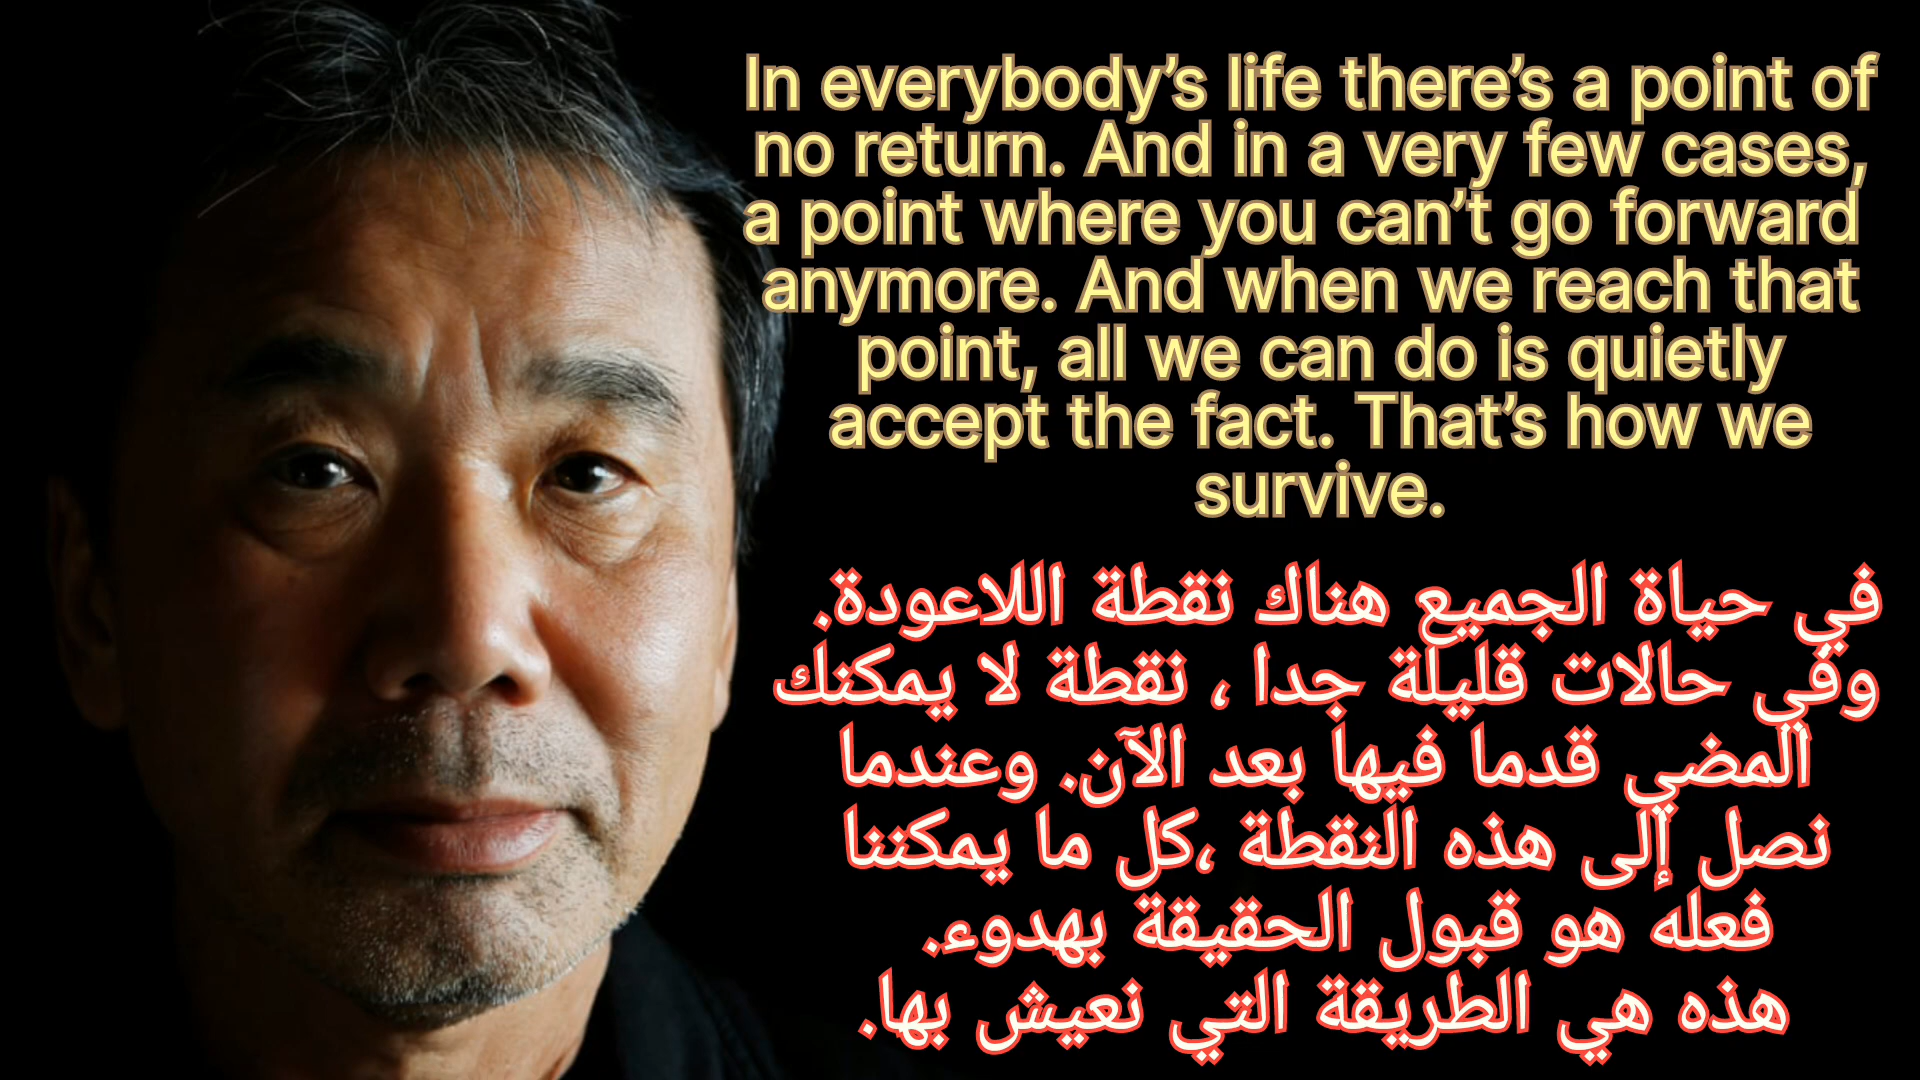 In everybody’s life there’s a point of
no return. And in a very few cases,
a point where you can’t go forward
anymore. And when we reach that
point, all we can do is quietly
accept the fact. That’s how we
survive.
في حياة الجميع هناك نقطة اللاعودة.
وفي حالات قليلة جدا ، نقطة لا يمكنك
المضي قدما فيها بعد الآن. وعندما
نصل إلى هذه النقطة ،كل ما يمكننا
فعله هو قبول الحقيقة بهدوء.
هذه هي الطريقة التي نعيش بها.